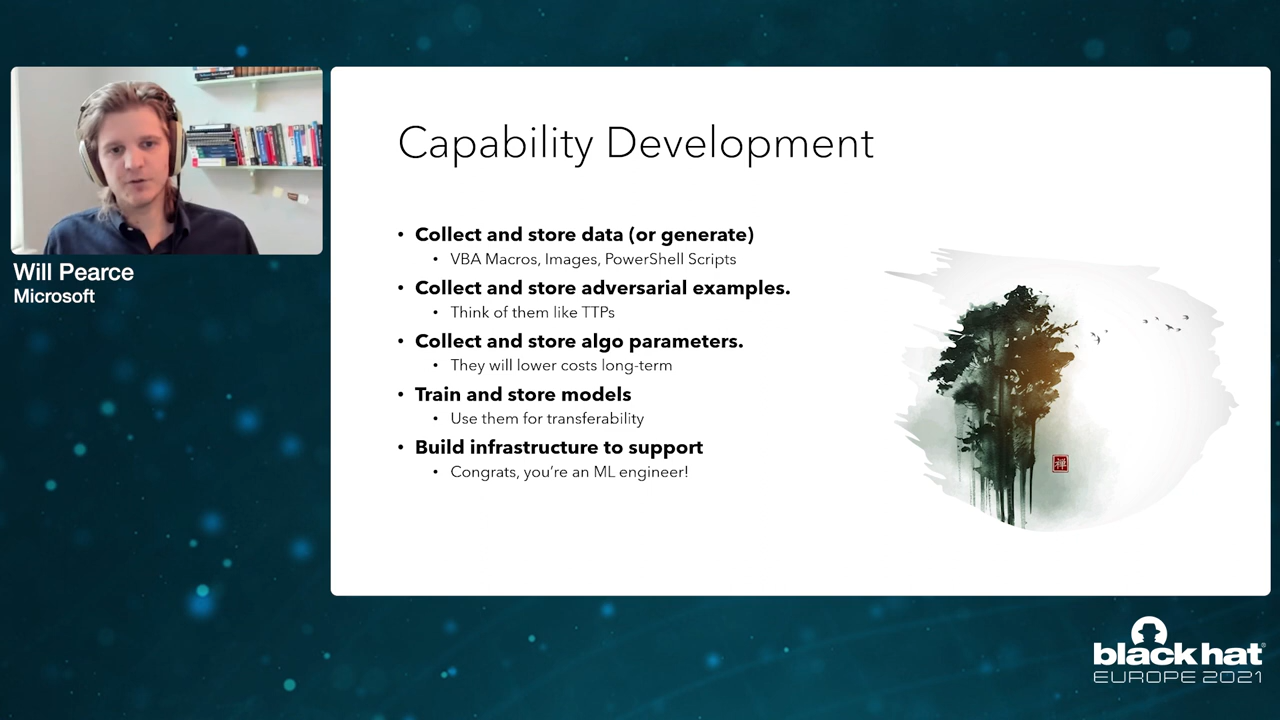 Will Pearce
Microsoft
Capability Development
• Collect and store data (or generate)
• VBA Macros, Images, PowerShell Scripts
• Collect and store adversarial examples.
• Think of them like TTPs
• Collect and store algo parameters.
• They will lower costs long-term
• Train and store models
• Use them for transferability
• Build infrastructure to support
• Congrats, you’re an ML engineer!
禅
black hat®
EUROPE 2021